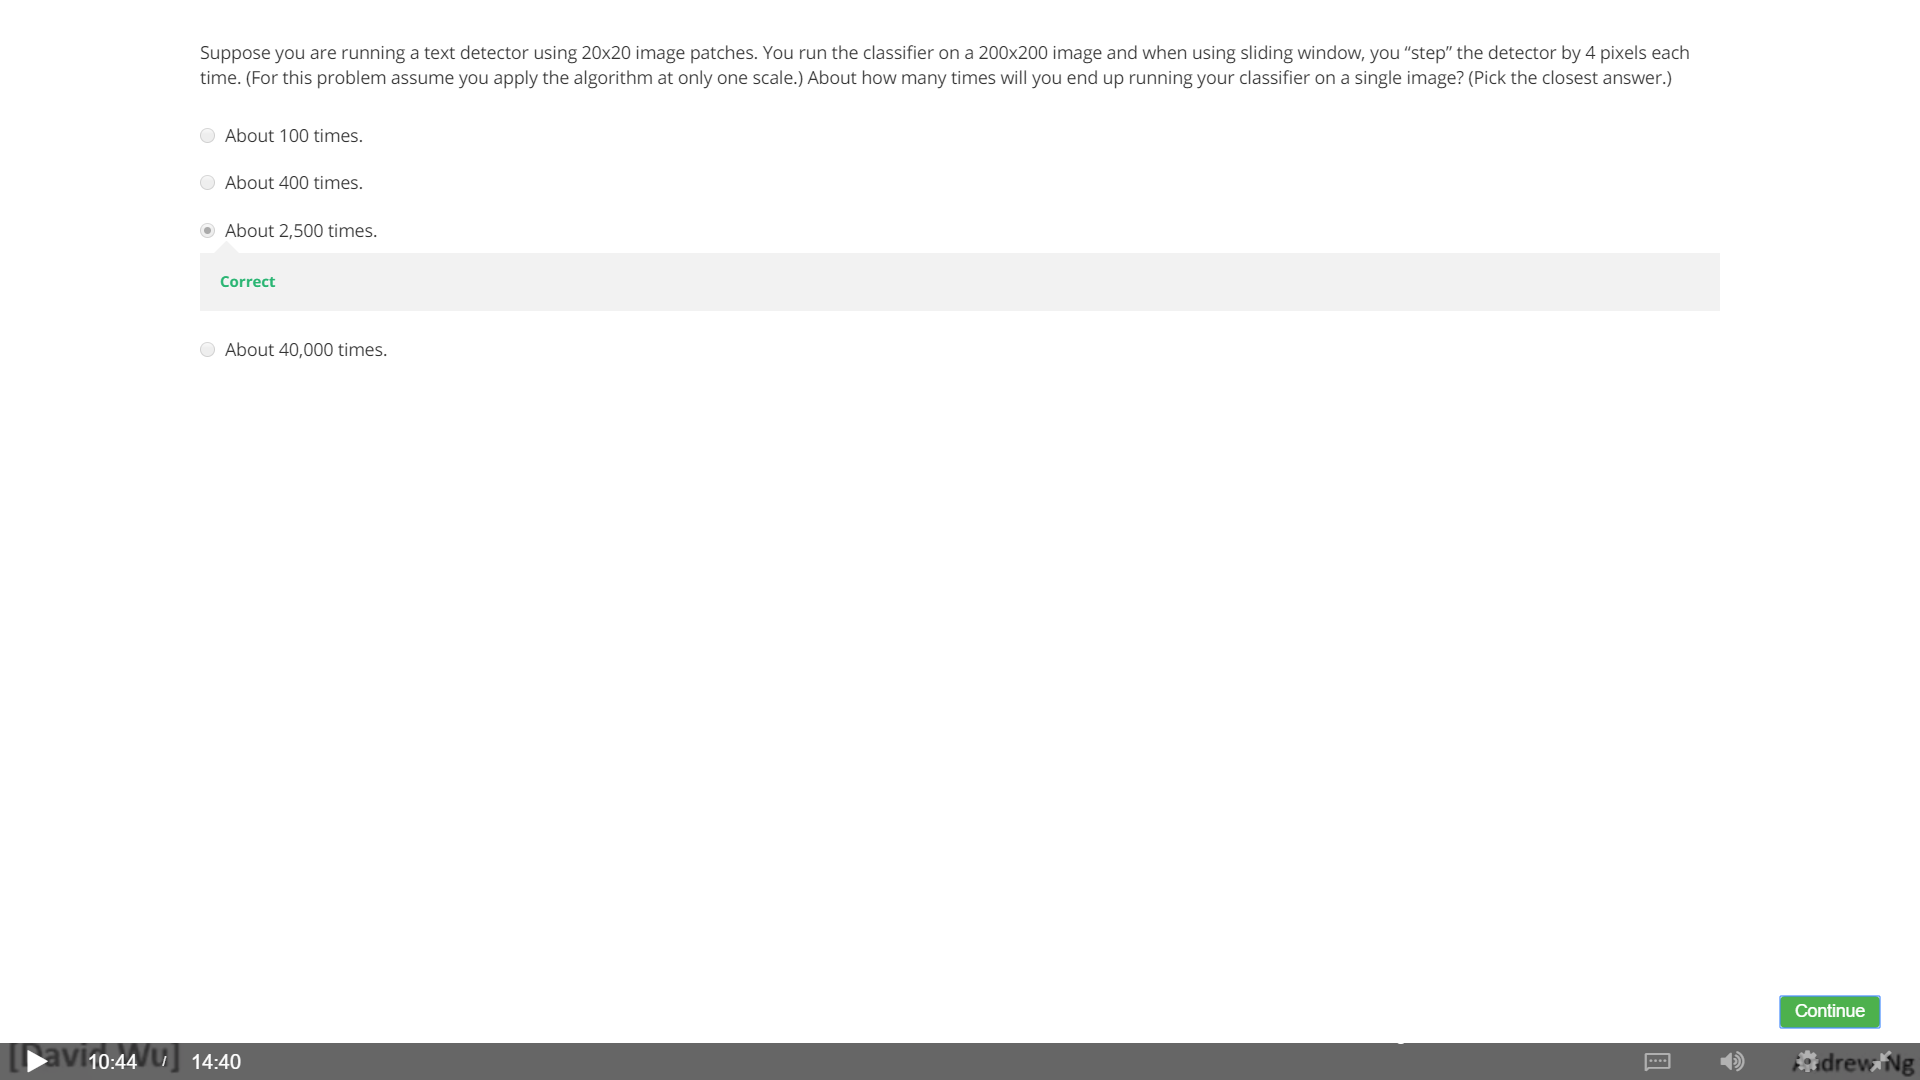 Suppose you are running a text detector using 20x20 image patches. You run the classifier on a 200x200 image and when using sliding window, you “step” the detector by 4 pixels each
time. (For this problem assume you apply the algorithm at only one scale.) About how many times will you end up running your classifier on a single image? (Pick the closest answer.)
About 100 times.
About 400 times.
About 2,500 times.
Correct
About 40,000 times.
Continue
[David Wu]
10:44 / 14:40
Andrew Ng